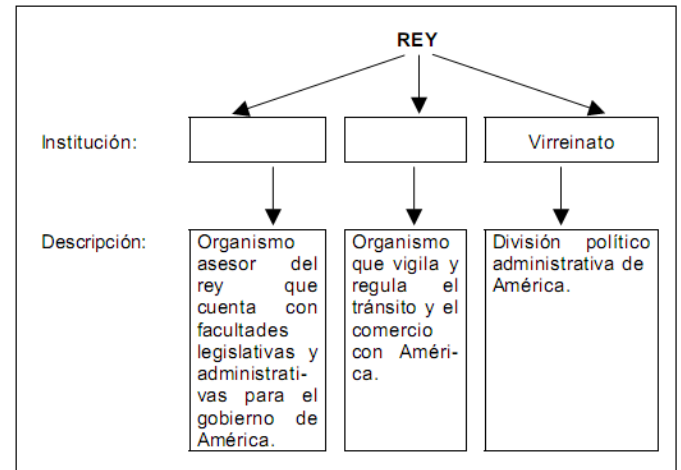 REY
Institución:
Virreinato
Descripción:
Organismo
asesor del
rey que
cuenta con
facultades
legislativas y
administrati-
vas para el
gobierno de
América.
Organismo
que vigila y
regula el
tránsito y el
comercio
con Améri-
ca.
División político
administrativa de
América.